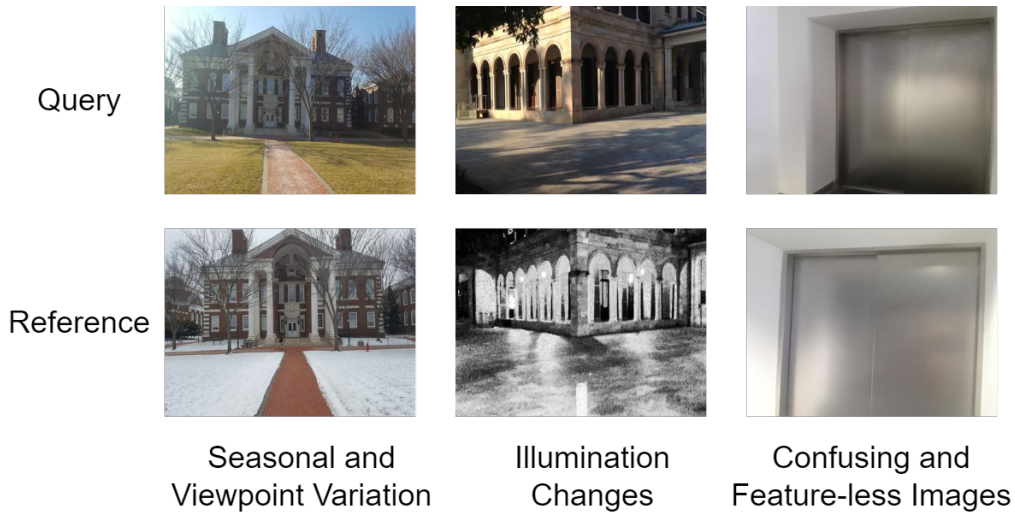 Query
Reference
Seasonal and
Viewpoint Variation
Illumination
Changes
Confusing and
Feature-less Images